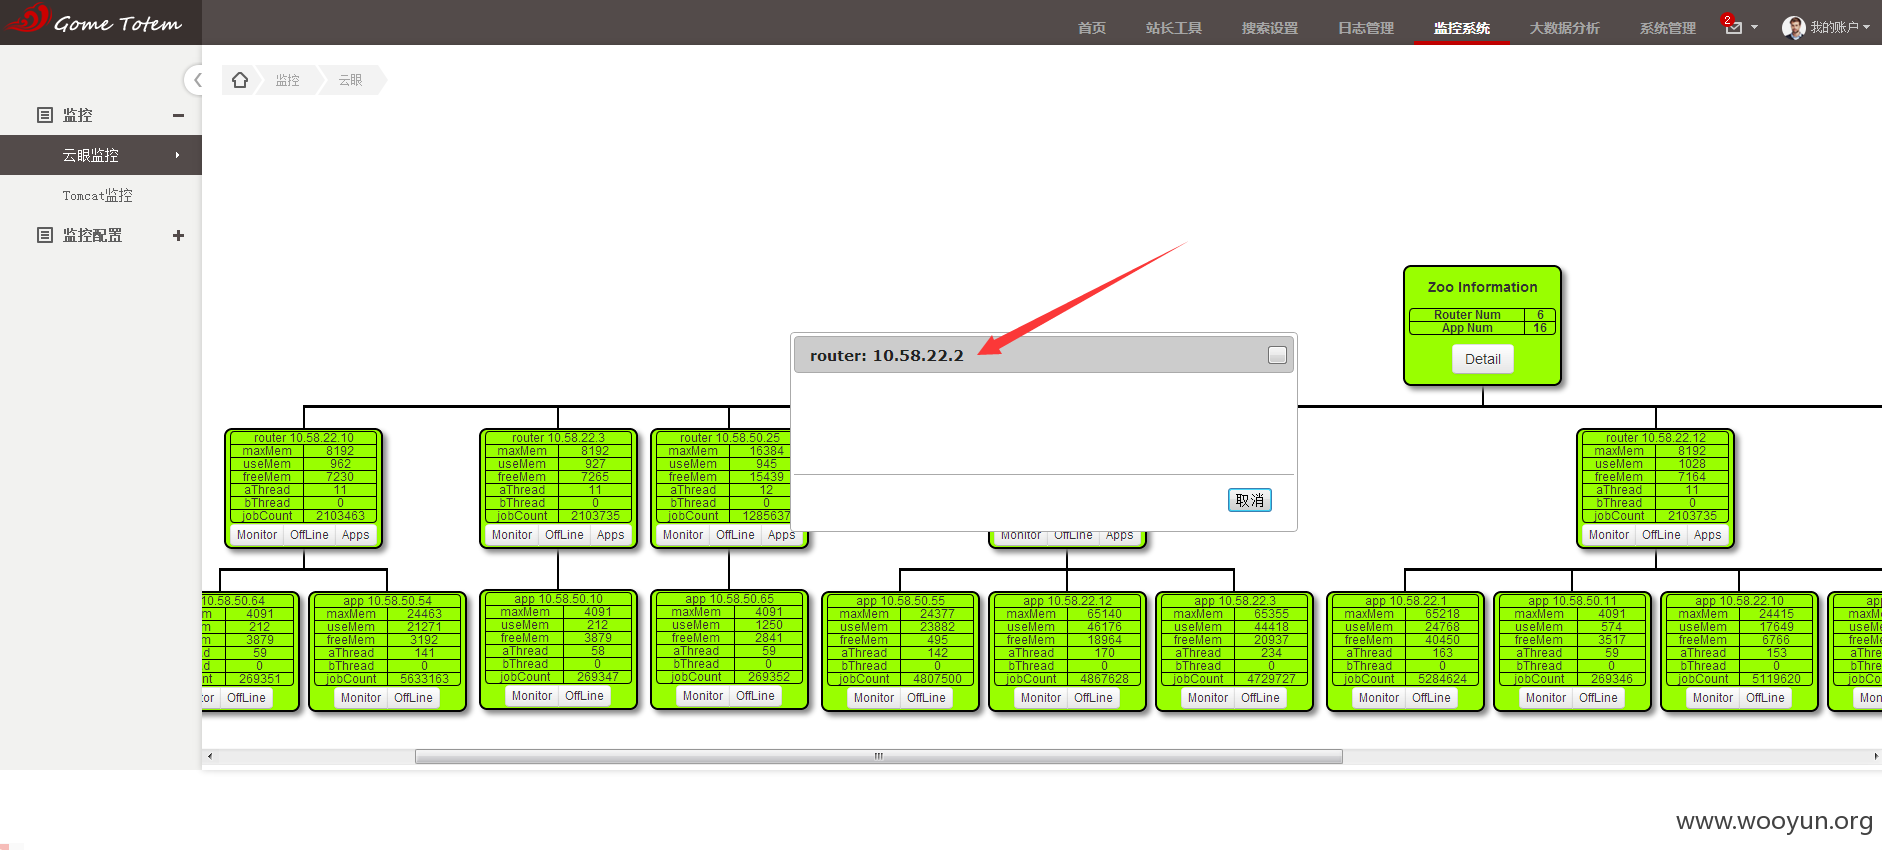 Gome Totem
首页 站长工具 搜索设置 日志管理 监控系统 大数据分析 系统管理 2 我的账户
监控 云眼
监控
云眼监控
Tomcat监控
监控配置
Zoo Information
Router Num 6
App Num 16
Detail
router: 10.58.22.2
取消
router 10.58.22.10
maxMem 8192
useMem 962
freeMem 7230
aThread 11
bThread 0
jobCount 2103463
Monitor OffLine Apps
router 10.58.22.3
maxMem 8192
useMem 927
freeMem 7265
aThread 11
bThread 0
jobCount 2103735
Monitor OffLine Apps
router 10.58.50.25
maxMem 16384
useMem 945
freeMem 15439
aThread 12
bThread 0
jobCount 1285637
Monitor OffLine Apps
Monitor OffLine Apps
router 10.58.22.12
maxMem 8192
useMem 1028
freeMem 7164
aThread 11
bThread 0
jobCount 2103735
Monitor OffLine Apps
10.58.50.64
4091
212
3879
59
0
269351
OffLine
app 10.58.50.54
maxMem 24463
useMem 21271
freeMem 3192
aThread 141
bThread 0
jobCount 5633163
Monitor OffLine
app 10.58.50.10
maxMem 4091
useMem 212
freeMem 3879
aThread 58
bThread 0
jobCount 269347
Monitor OffLine
app 10.58.50.65
maxMem 4091
useMem 1250
freeMem 2841
aThread 59
bThread 0
jobCount 269352
Monitor OffLine
app 10.58.50.55
maxMem 24377
useMem 23882
freeMem 495
aThread 142
bThread 0
jobCount 4807500
Monitor OffLine
app 10.58.22.12
maxMem 65140
useMem 46176
freeMem 18964
aThread 170
bThread 0
jobCount 4867628
Monitor OffLine
app 10.58.22.3
maxMem 65355
useMem 44418
freeMem 20937
aThread 234
bThread 0
jobCount 4729727
Monitor OffLine
app 10.58.22.1
maxMem 65218
useMem 24768
freeMem 40450
aThread 163
bThread 0
jobCount 5284624
Monitor OffLine
app 10.58.50.11
maxMem 4091
useMem 574
freeMem 3517
aThread 59
bThread 0
jobCount 269346
Monitor OffLine
app 10.58.22.10
maxMem 24415
useMem 17649
freeMem 6766
aThread 153
bThread 0
jobCount 5119620
Monitor OffLine
www.wooyun.org